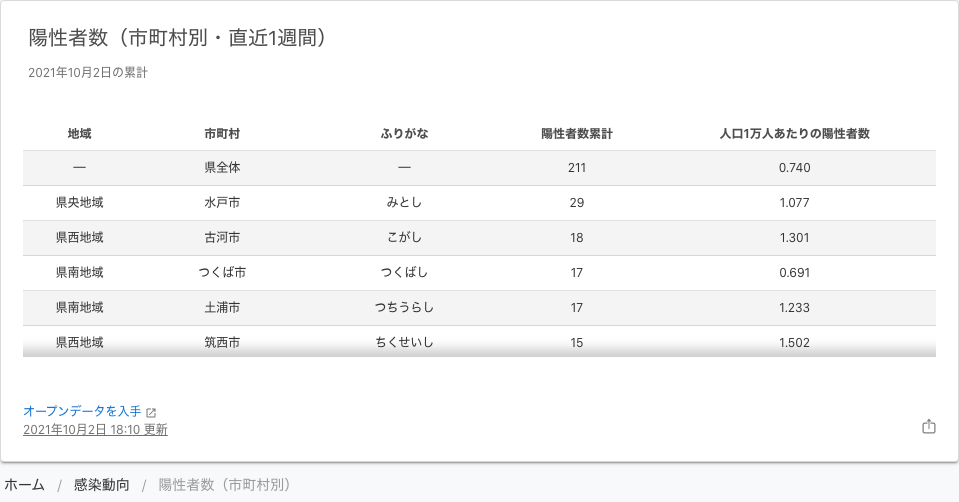 陽性者数（市町村別・直近1週間）
2021年10月2日の累計
地域 市町村 ふりがな 陽性者数累計 人口1万人あたりの陽性者数
― 県全体 ― 211 0.740
県央地域 水戸市 みとし 29 1.077
県西地域 古河市 こがし 18 1.301
県南地域 つくば市 つくばし 17 0.691
県南地域 土浦市 つちうらし 17 1.233
県西地域 筑西市 ちくせいし 15 1.502
オープンデータを入手
2021年10月2日 18:10 更新
ホーム / 感染動向 / 陽性者数（市町村別）